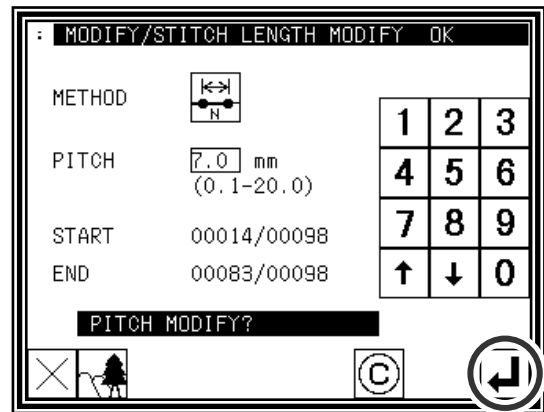 : MODIFY/STITCH LENGTH MODIFY OK
METHOD
N
PITCH 7.0 mm
(0.1-20.0)
START 00014/00098
END 00083/00098
1 2 3
4 5 6
7 8 9
↑ ↓ 0
PITCH MODIFY?
C